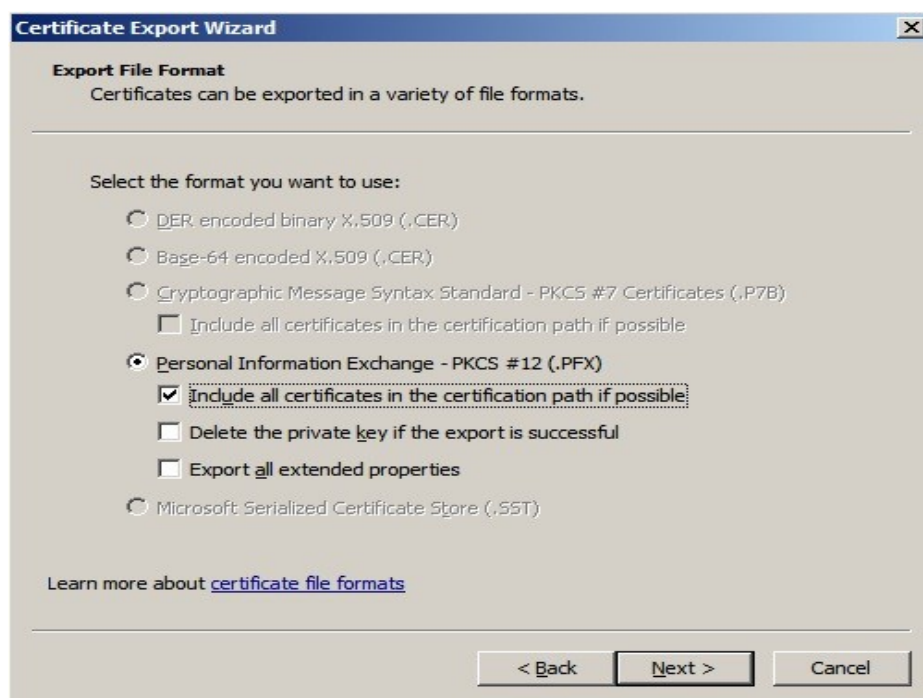 Certificate Export Wizard
Export File Format
Certificates can be exported in a variety of file formats.
Select the format you want to use:
DER encoded binary X.509 (.CER)
Base-64 encoded X.509 (.CER)
Cryptographic Message Syntax Standard - PKCS #7 Certificates (.P7B)
Include all certificates in the certification path if possible
Personal Information Exchange - PKCS #12 (.PFX)
Include all certificates in the certification path if possible
Delete the private key if the export is successful
Export all extended properties
Microsoft Serialized Certificate Store (.SST)
Learn more about certificate file formats
< Back Next > Cancel